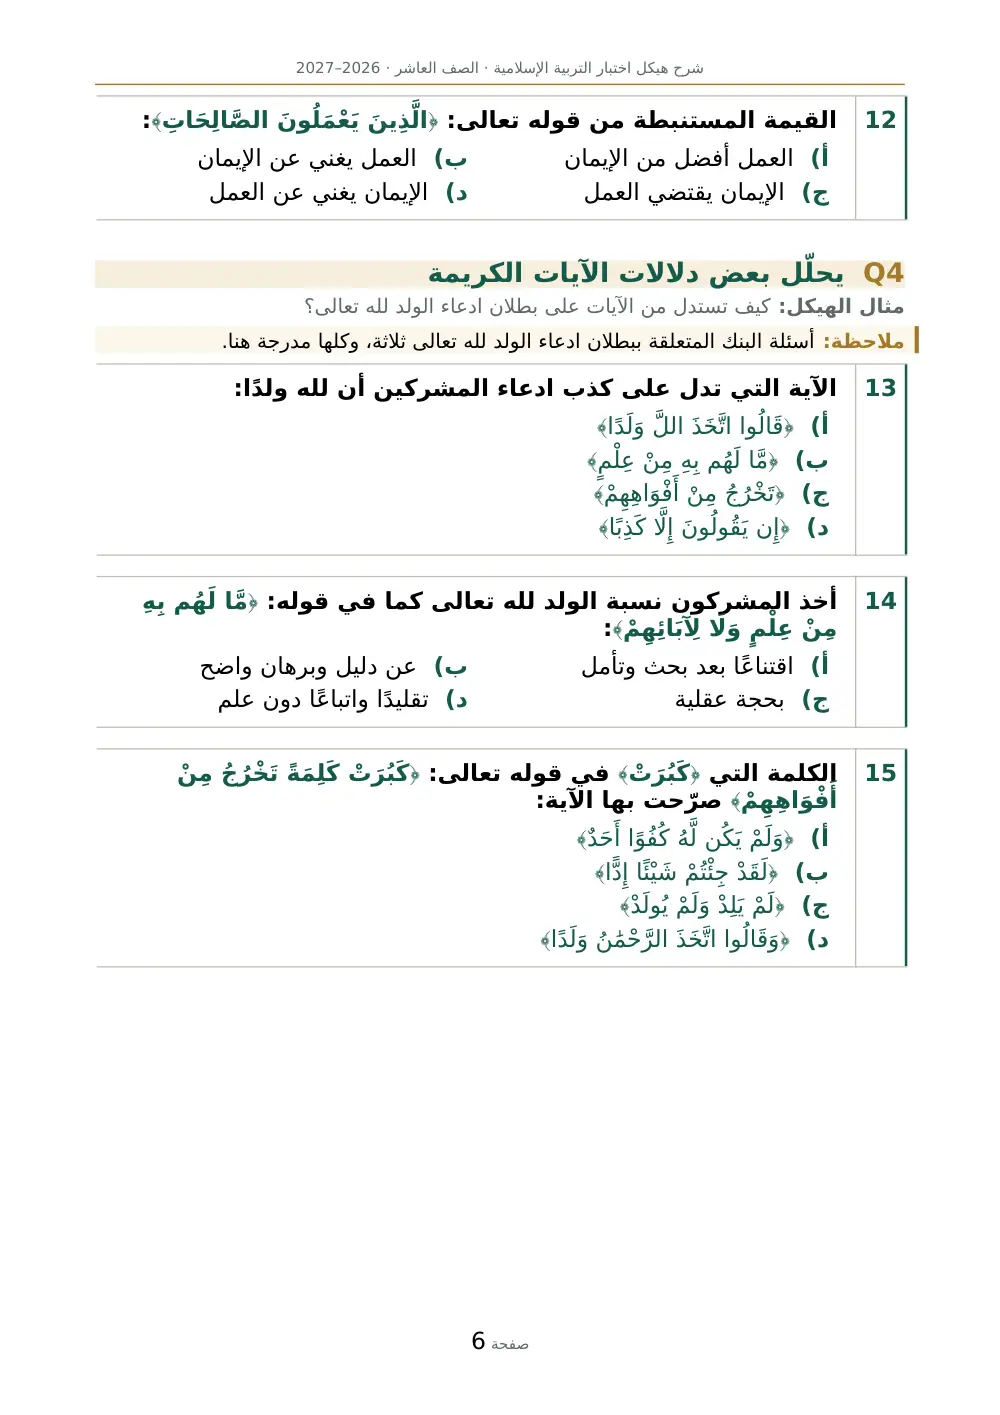 شرح هيكل اختبار التربية الإسلامية · الصف العاشر · 2026–2027
12 القيمة المستنبطة من قوله تعالى: ﴿الَّذِينَ يَعْمَلُونَ الصَّالِحَاتِ﴾:
أ) العمل أفضل من الإيمان ب) العمل يغني عن الإيمان
ج) الإيمان يقتضي العمل د) الإيمان يغني عن العمل
Q4 يحلّل بعض دلالات الآيات الكريمة
مثال الهيكل: كيف تستدل من الآيات على بطلان ادعاء الولد لله تعالى؟
ملاحظة: أسئلة البنك المتعلقة ببطلان ادعاء الولد لله تعالى ثلاثة، وكلها مدرجة هنا.
13 الآية التي تدل على كذب ادعاء المشركين أن لله ولدًا:
أ) ﴿قَالُوا اتَّخَذَ اللَّ وَلَدًا﴾
ب) ﴿مَّا لَهُم بِهِ مِنْ عِلْمٍ﴾
ج) ﴿تَخْرُجُ مِنْ أَفْوَاهِهِمْ﴾
د) ﴿إِن يَقُولُونَ إِلَّا كَذِبًا﴾
14 أخذ المشركون نسبة الولد لله تعالى كما في قوله: ﴿مَّا لَهُم بِهِ
مِنْ عِلْمٍ وَلَا لِآبَائِهِمْ﴾:
أ) اقتناعًا بعد بحث وتأمل ب) عن دليل وبرهان واضح
ج) بحجة عقلية د) تقليدًا واتباعًا دون علم
15 الكلمة التي ﴿كَبُرَتْ﴾ في قوله تعالى: ﴿كَبُرَتْ كَلِمَةً تَخْرُجُ مِنْ
أَفْوَاهِهِمْ﴾ صرّحت بها الآية:
أ) ﴿وَلَمْ يَكُن لَّهُ كُفُوًا أَحَدٌ﴾
ب) ﴿لَقَدْ جِئْتُمْ شَيْئًا إِدًّا﴾
ج) ﴿لَمْ يَلِدْ وَلَمْ يُولَدْ﴾
د) ﴿وَقَالُوا اتَّخَذَ الرَّحْمَٰنُ وَلَدًا﴾
صفحة 6